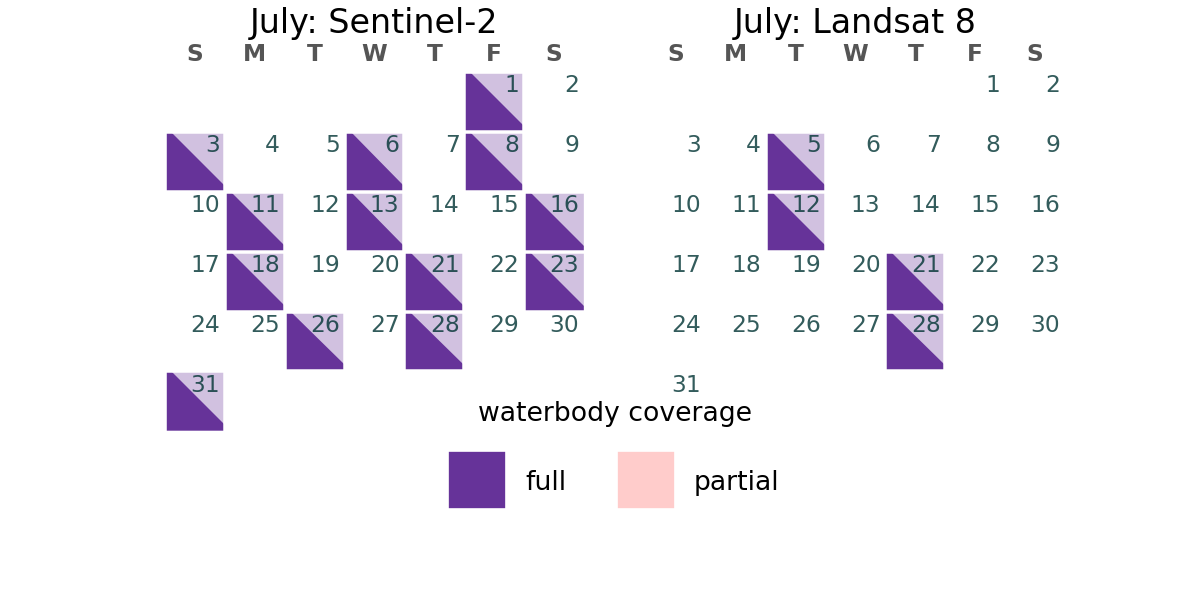 July: Sentinel-2
S M T W T F S
1 2
3 4 5 6 7 8 9
10 11 12 13 14 15 16
17 18 19 20 21 22 23
24 25 26 27 28 29 30
31
July: Landsat 8
S M T W T F S
1 2
3 4 5 6 7 8 9
10 11 12 13 14 15 16
17 18 19 20 21 22 23
24 25 26 27 28 29 30
31
waterbody coverage
full partial